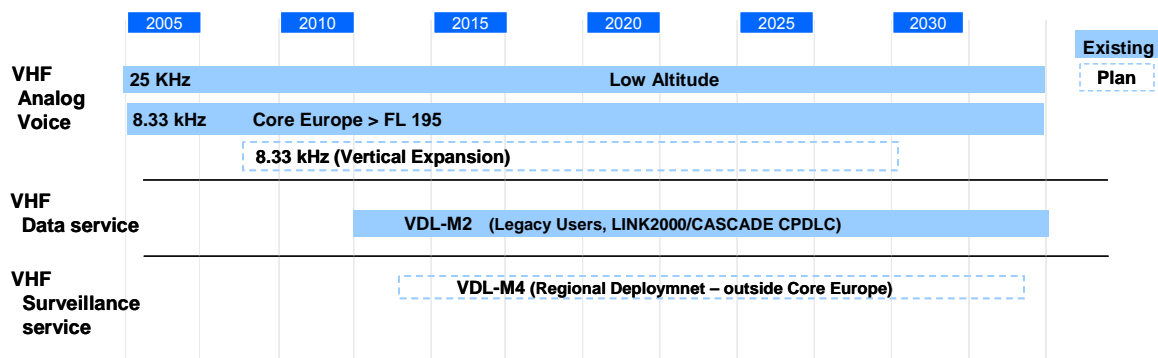 2005 2010 2015 2020 2025 2030
Existing
Plan
VHF
Analog
Voice
25 KHz Low Altitude
8.33 kHz Core Europe > FL 195
8.33 kHz (Vertical Expansion)
VHF
Data service
VDL-M2 (Legacy Users, LINK2000/CASCADE CPDLC)
VHF
Surveillance
service
VDL-M4 (Regional Deploymnet – outside Core Europe)